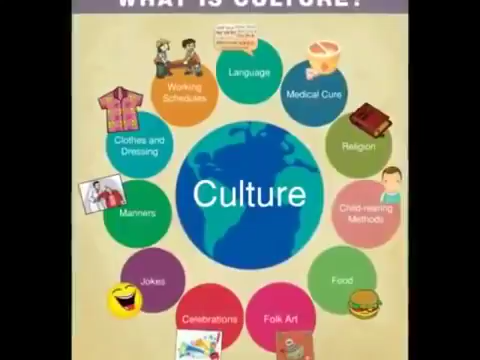 WHAT IS CULTURE?
Language
Medical Cure
Religion
Child-rearing
Methods
Food
Folk Art
Celebrations
Jokes
Manners
Clothes and
Dressing
Working
Schedules
Culture